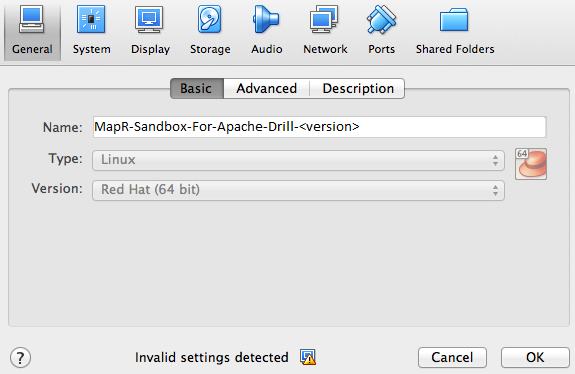 General System Display Storage Audio Network Ports Shared Folders
Basic Advanced Description
Name: MapR-Sandbox-For-Apache-Drill-<version>
Type: Linux 64
Version: Red Hat (64 bit)
? Invalid settings detected Cancel OK